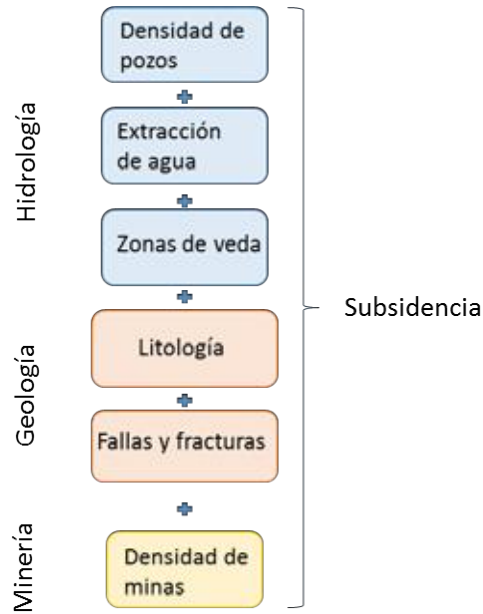 Hidrología
Densidad de
pozos
+
Extracción
de agua
+
Zonas de veda
+
Geología
Litología
+
Fallas y fracturas
+
Minería
Densidad de
minas
Subsidencia